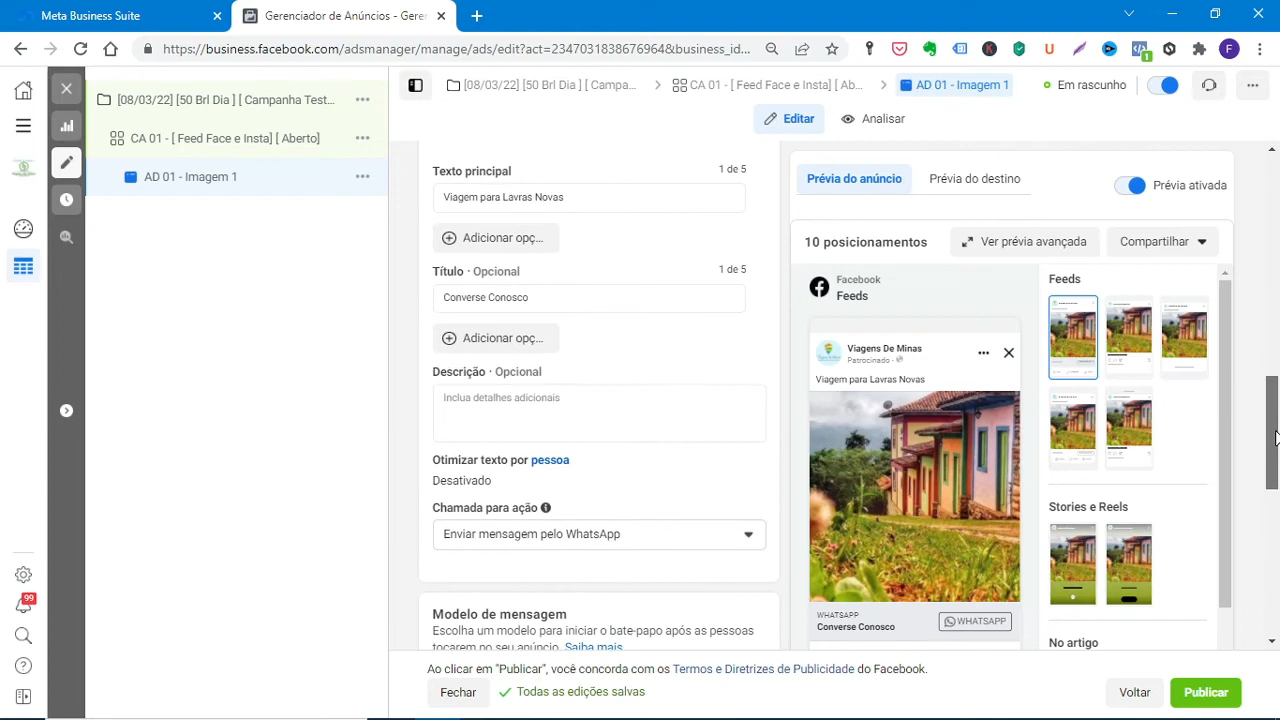 Meta Business Suite
Gerenciador de Anúncios - Gerer
https://business.facebook.com/adsmanager/manage/ads/edit?act=2347031838676964&business_id...
F
1
[08/03/22] [50 Brl Dia ] [ Campanha Test...
CA 01 - [ Feed Face e Insta] [ Aberto]
AD 01 - Imagem 1
[08/03/22] [50 Brl Dia ] [ Campa...
CA 01 - [ Feed Face e Insta] [ Ab...
AD 01 - Imagem 1
Em rascunho
Editar
Analisar
Texto principal
1 de 5
Viagem para Lavras Novas
Adicionar opç...
Título · Opcional
1 de 5
Converse Conosco
Adicionar opç...
Descrição · Opcional
Inclua detalhes adicionais
Otimizar texto por pessoa
Desativado
Chamada para ação
Enviar mensagem pelo WhatsApp
Modelo de mensagem
Escolha um modelo para iniciar o bate-papo após as pessoas
tocarem no seu anúncio. Saiba mais
Prévia do anúncio
Prévia do destino
Prévia ativada
10 posicionamentos
Ver prévia avançada
Compartilhar
Facebook
Feeds
Viagens De Minas
Patrocinado ·
Viagem para Lavras Novas
WHATSAPP
Converse Conosco
WHATSAPP
Feeds
Stories e Reels
No artigo
99
Ao clicar em "Publicar", você concorda com os Termos e Diretrizes de Publicidade do Facebook.
Fechar
Todas as edições salvas
Voltar
Publicar